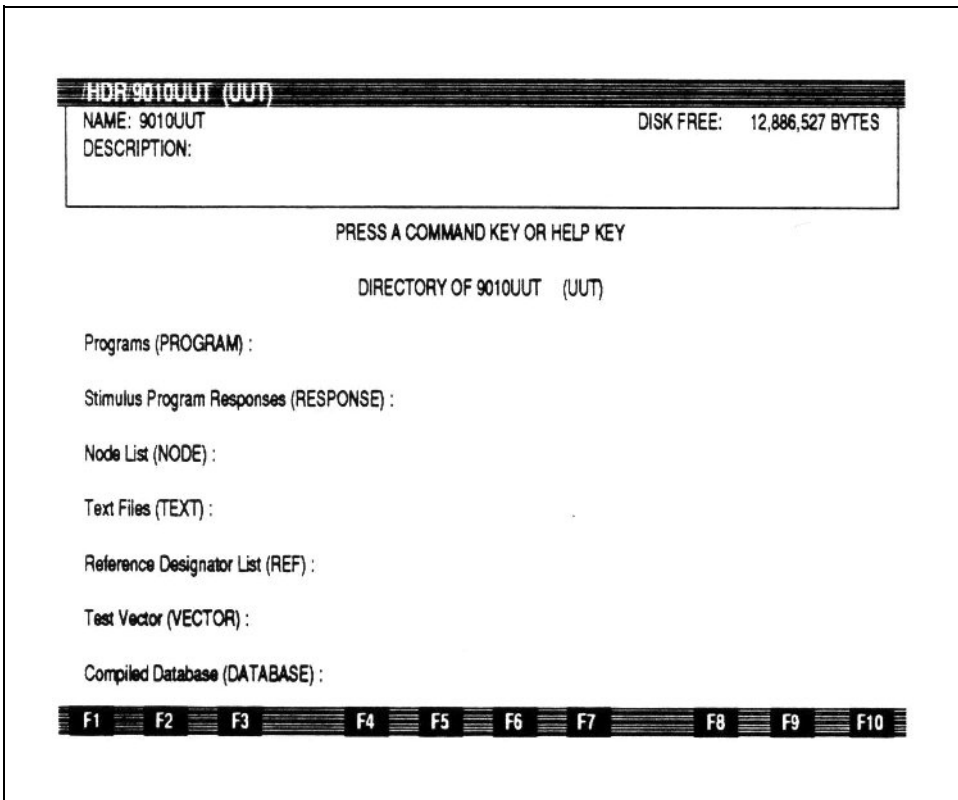 /HDR/9010UUT (UUT)
NAME: 9010UUT DISK FREE: 12,886,527 BYTES
DESCRIPTION:
PRESS A COMMAND KEY OR HELP KEY
DIRECTORY OF 9010UUT (UUT)
Programs (PROGRAM) :
Stimulus Program Responses (RESPONSE) :
Node List (NODE) :
Text Files (TEXT) :
Reference Designator List (REF) :
Test Vector (VECTOR) :
Compiled Database (DATABASE) :
F1 F2 F3 F4 F5 F6 F7 F8 F9 F10